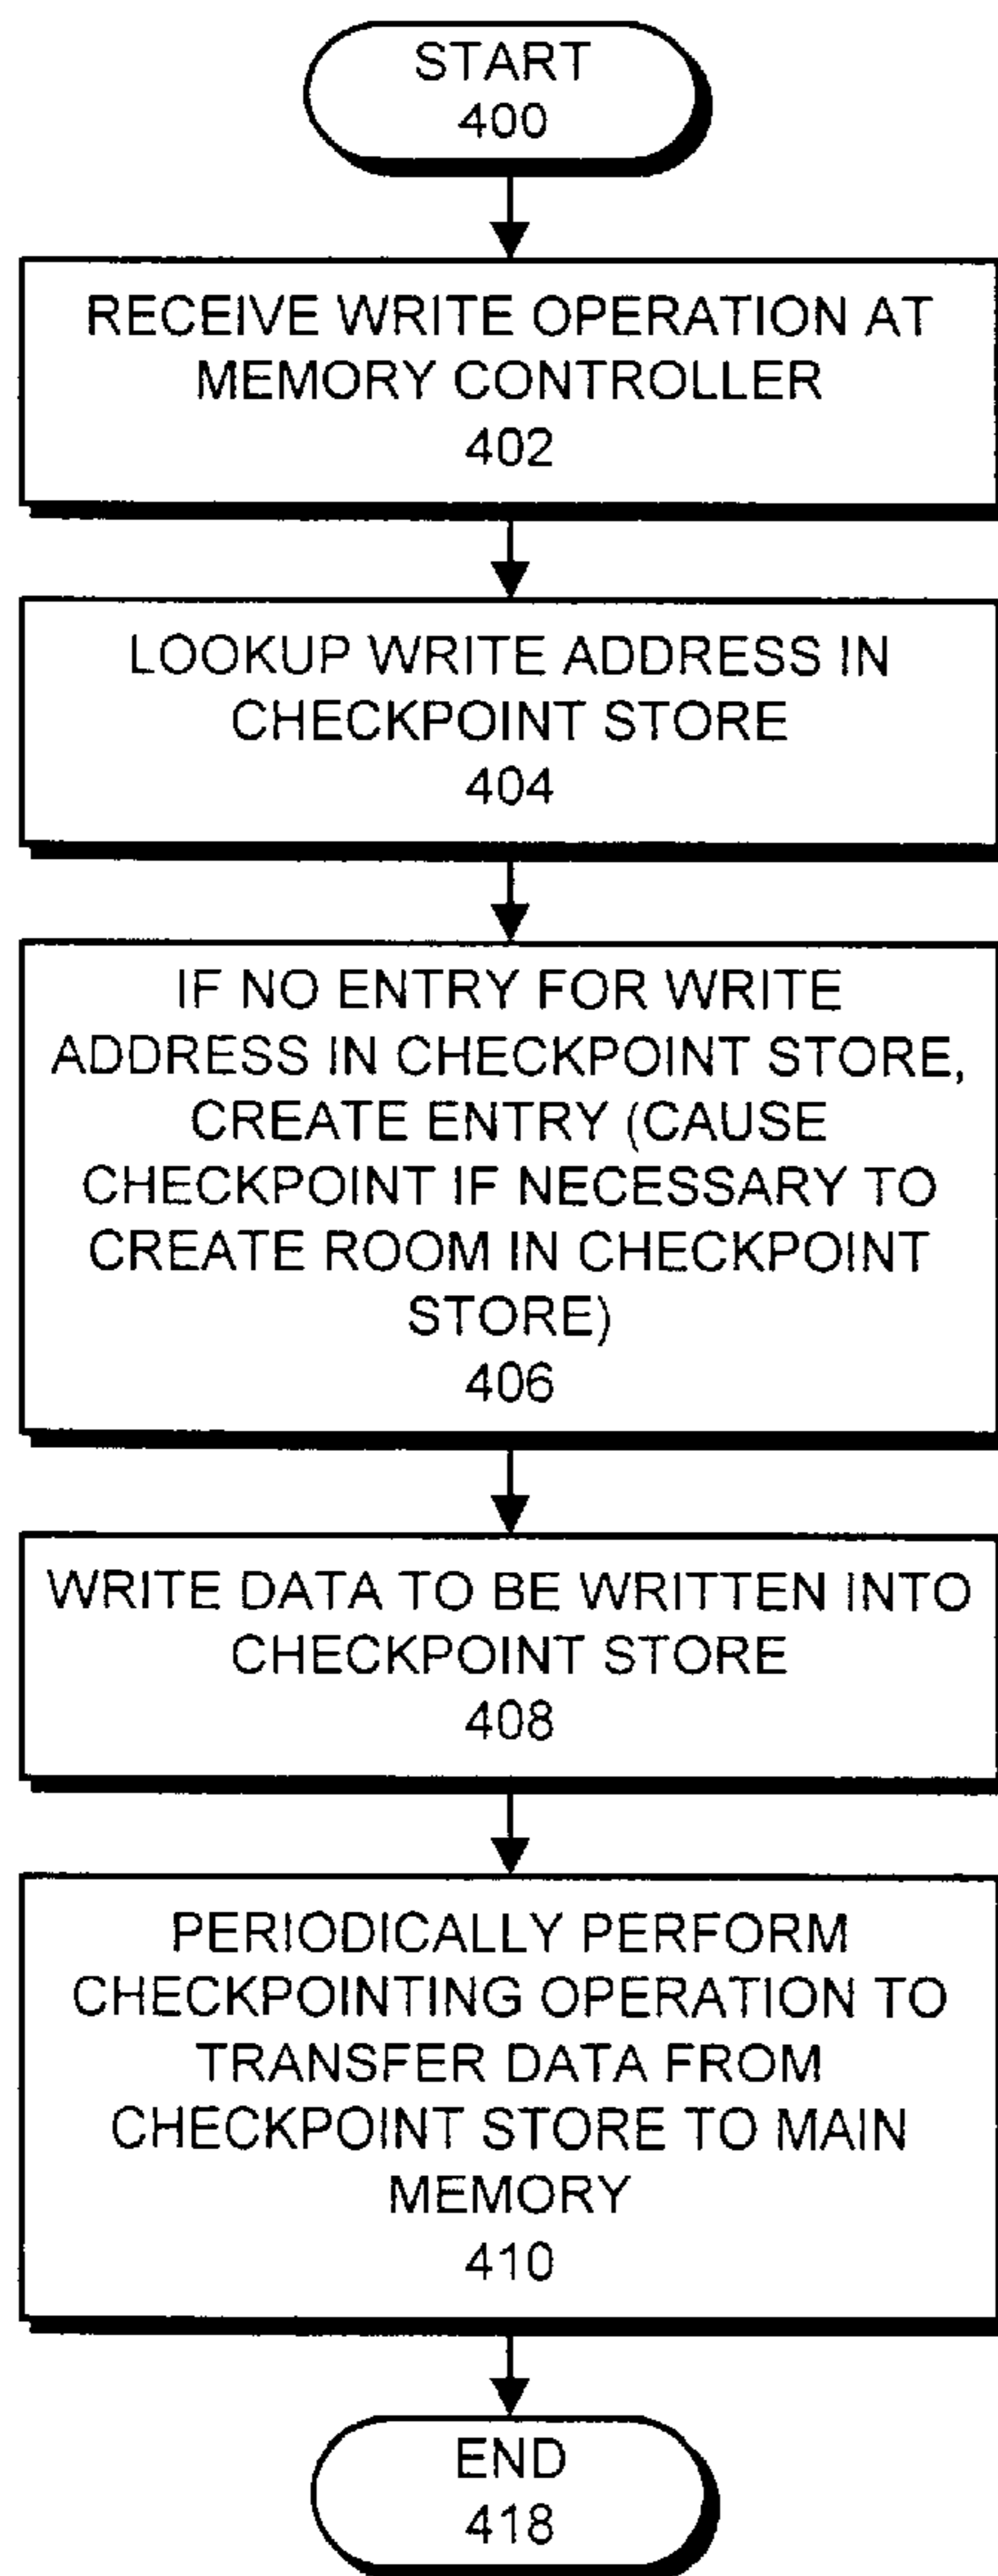 START
400
RECEIVE WRITE OPERATION AT
MEMORY CONTROLLER
402
LOOKUP WRITE ADDRESS IN
CHECKPOINT STORE
404
IF NO ENTRY FOR WRITE
ADDRESS IN CHECKPOINT STORE,
CREATE ENTRY (CAUSE
CHECKPOINT IF NECESSARY TO
CREATE ROOM IN CHECKPOINT
STORE)
406
WRITE DATA TO BE WRITTEN INTO
CHECKPOINT STORE
408
PERIODICALLY PERFORM
CHECKPOINTING OPERATION TO
TRANSFER DATA FROM
CHECKPOINT STORE TO MAIN
MEMORY
410
END
418